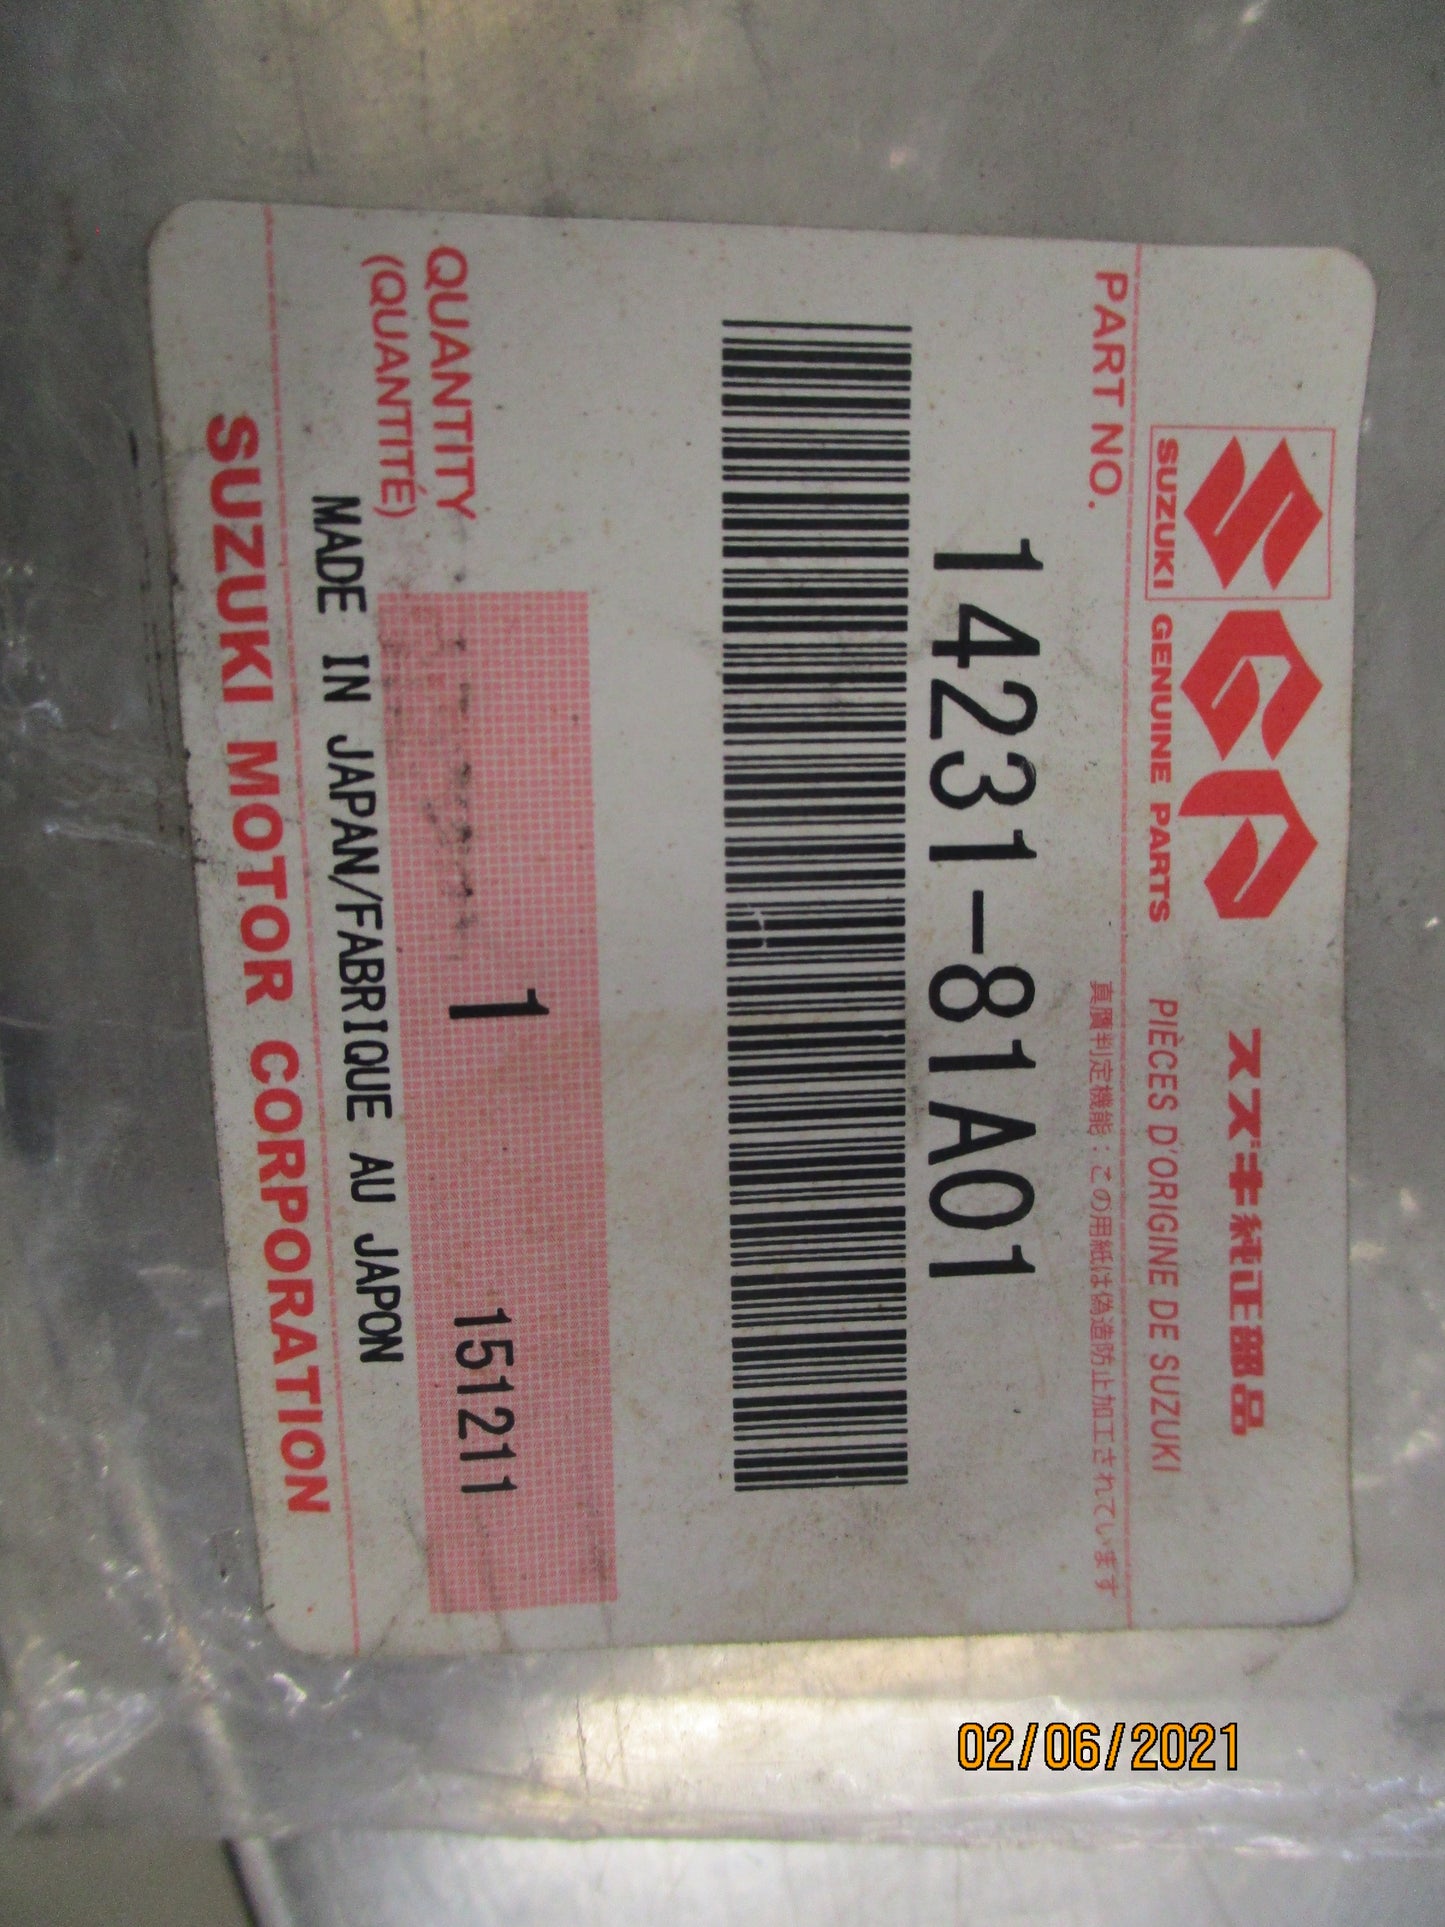 スズキ純正部品
SUZUKI GENUINE PARTS PIÈCES D'ORIGINE DE SUZUKI
真贋判定機能:この用紙は偽造防止加工されています
PART NO.
14231-81A01
QUANTITY
(QUANTITÉ)
1
151211
MADE IN JAPAN/FABRIQUE AU JAPON
SUZUKI MOTOR CORPORATION
02/06/2021